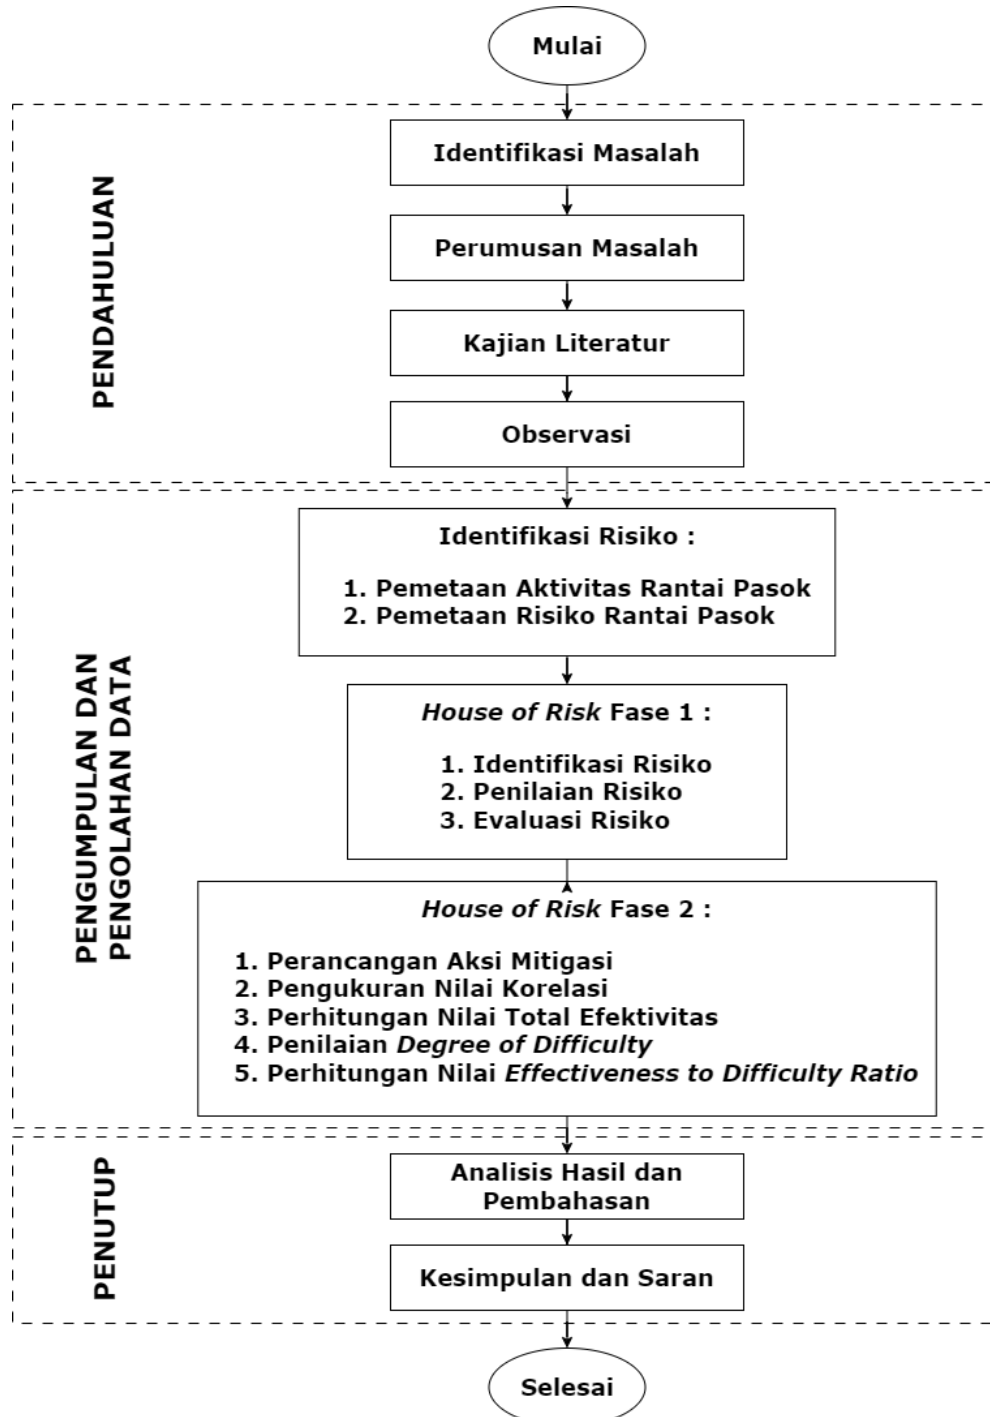 Mulai
PENDAHULUAN
Identifikasi Masalah
Perumusan Masalah
Kajian Literatur
Observasi
PENGUMPULAN DAN
PENGOLAHAN DATA
Identifikasi Risiko :
1. Pemetaan Aktivitas Rantai Pasok
2. Pemetaan Risiko Rantai Pasok
House of Risk Fase 1 :
1. Identifikasi Risiko
2. Penilaian Risiko
3. Evaluasi Risiko
House of Risk Fase 2 :
1. Perancangan Aksi Mitigasi
2. Pengukuran Nilai Korelasi
3. Perhitungan Nilai Total Efektivitas
4. Penilaian Degree of Difficulty
5. Perhitungan Nilai Effectiveness to Difficulty Ratio
PENUTUP
Analisis Hasil dan
Pembahasan
Kesimpulan dan Saran
Selesai